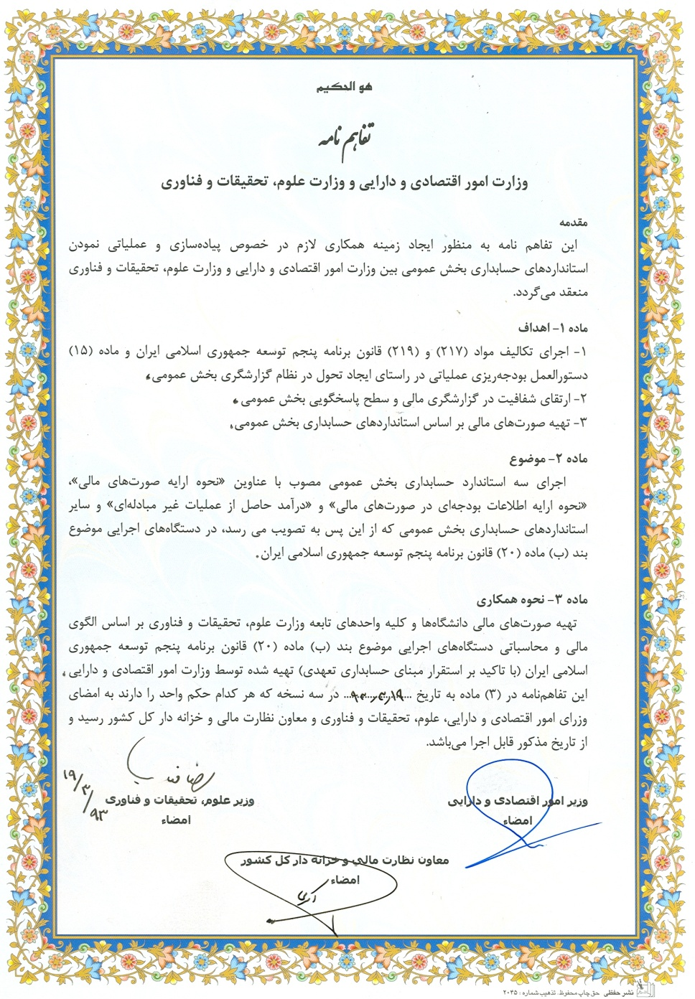 هو الحکیم
تفاهم نامه
وزارت امور اقتصادی و دارایی و وزارت علوم، تحقیقات و فناوری
مقدمه
این تفاهم نامه به منظور ایجاد زمینه همکاری لازم در خصوص پیاده‌سازی و عملیاتی نمودن
استانداردهای حسابداری بخش عمومی بین وزارت امور اقتصادی و دارایی و وزارت علوم، تحقیقات و فناوری
منعقد می‌گردد.
ماده ۱- اهداف
۱- اجرای تکالیف مواد (۲۱۷) و (۲۱۹) قانون برنامه پنجم توسعه جمهوری اسلامی ایران و ماده (۱۵)
دستورالعمل بودجه‌ریزی عملیاتی در راستای ایجاد تحول در نظام گزارشگری بخش عمومی.
۲- ارتقای شفافیت در گزارشگری مالی و سطح پاسخگویی بخش عمومی.
۳- تهیه صورت‌های مالی بر اساس استانداردهای حسابداری بخش عمومی.
ماده ۲- موضوع
اجرای سه استاندارد حسابداری بخش عمومی مصوب با عناوین «نحوه ارایه صورت‌های مالی»،
«نحوه ارایه اطلاعات بودجه‌ای در صورت‌های مالی» و «درآمد حاصل از عملیات غیر مبادله‌ای» و سایر
استانداردهای حسابداری بخش عمومی که از این پس به تصویب می رسد، در دستگاه‌های اجرایی موضوع
بند (ب) ماده (۲۰) قانون برنامه پنجم توسعه جمهوری اسلامی ایران.
ماده ۳- نحوه همکاری
تهیه صورت‌های مالی دانشگاه‌ها و کلیه واحدهای تابعه وزارت علوم، تحقیقات و فناوری بر اساس الگوی
مالی و محاسباتی دستگاه‌های اجرایی موضوع بند (ب) ماده (۲۰) قانون برنامه پنجم توسعه جمهوری
اسلامی ایران (با تاکید بر استقرار مبنای حسابداری تعهدی) تهیه شده توسط وزارت امور اقتصادی و دارایی.
این تفاهم‌نامه در (۳) ماده به تاریخ ... ۹۳/۳/۱۹ ... در سه نسخه که هر کدام حکم واحد را دارند به امضای
وزرای امور اقتصادی و دارایی، علوم، تحقیقات و فناوری و معاون نظارت مالی و خزانه دار کل کشور رسید و
از تاریخ مذکور قابل اجرا می‌باشد.
وزیر امور اقتصادی و دارایی
امضاء
وزیر علوم، تحقیقات و فناوری
امضاء
۱۹/۳/۹۳
معاون نظارت مالی و خزانه دار کل کشور
امضاء
نشر حفظی حق چاپ محفوظ. تذهیب شماره : ۲۰۳۵